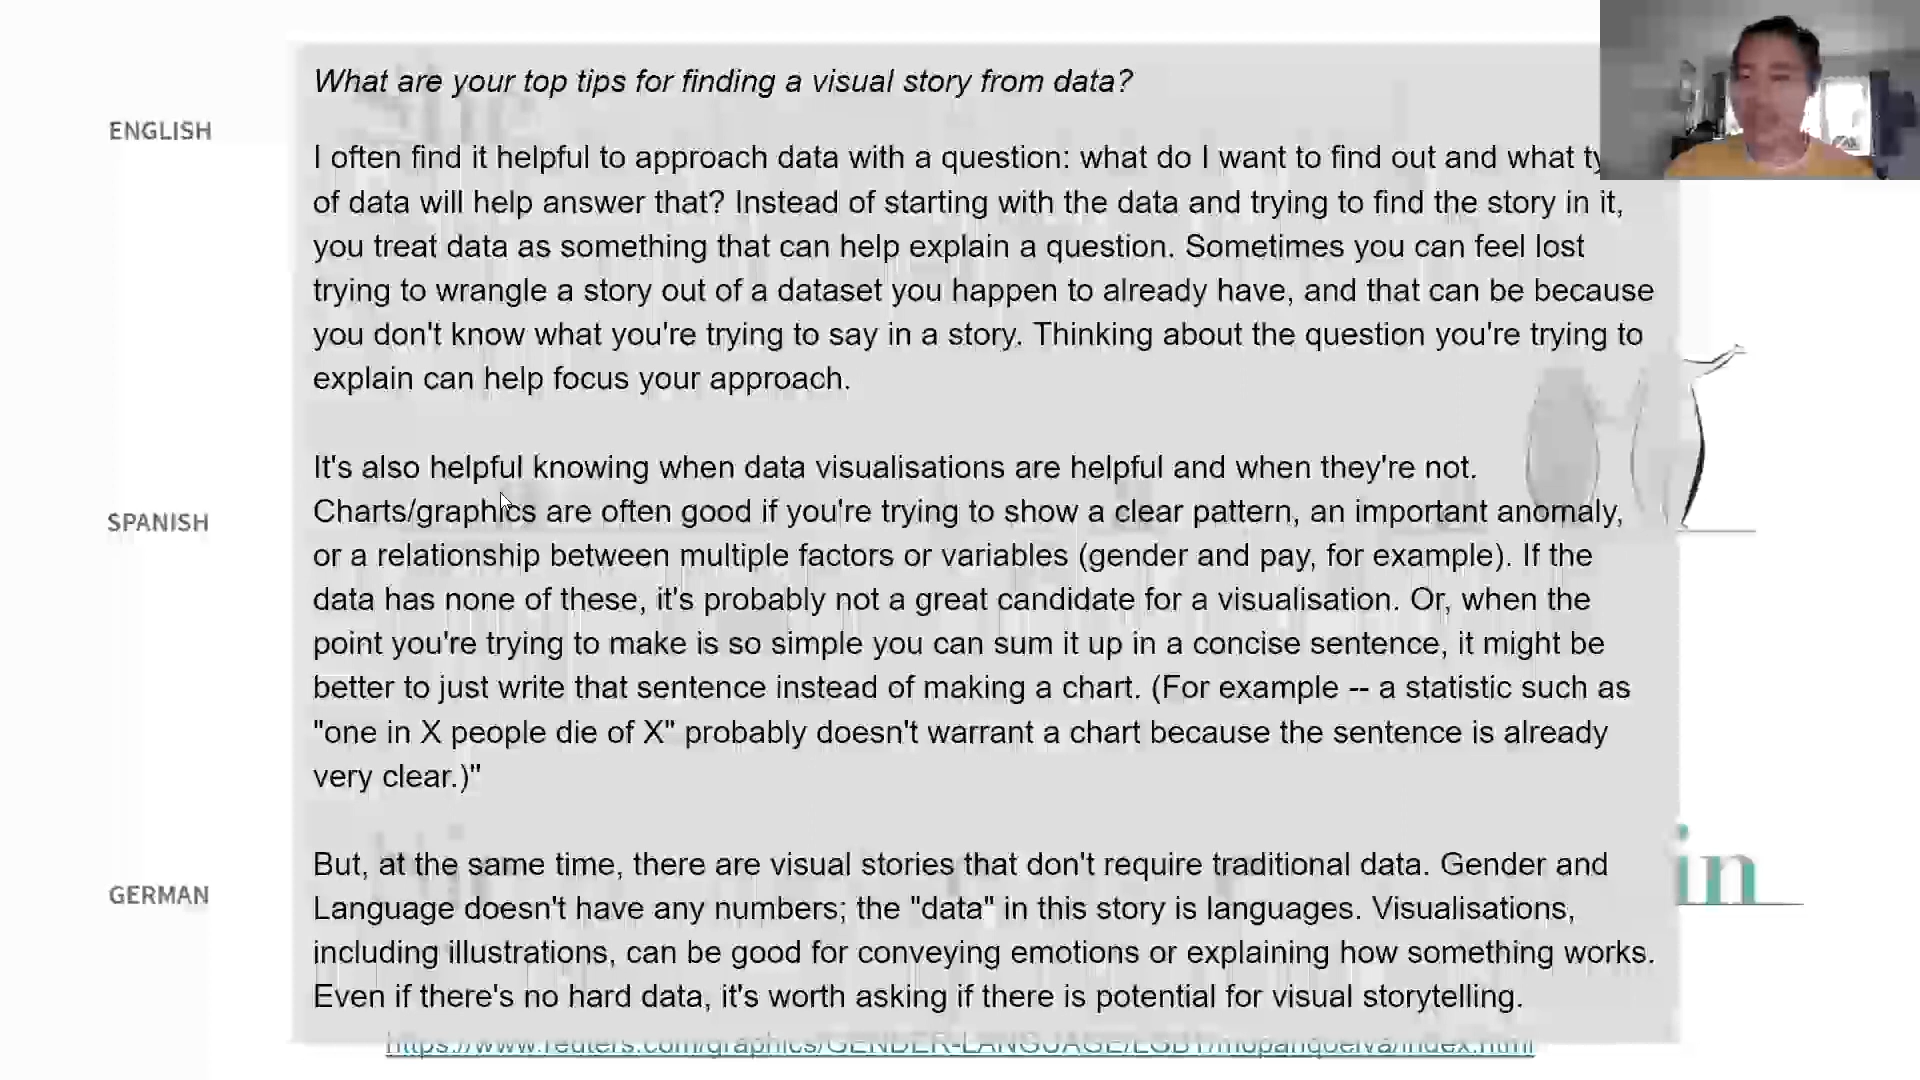 What are your top tips for finding a visual story from data?
ENGLISH
I often find it helpful to approach data with a question: what do I want to find out and what
of data will help answer that? Instead of starting with the data and trying to find the story in it,
you treat data as something that can help explain a question. Sometimes you can feel lost
trying to wrangle a story out of a dataset you happen to already have, and that can be because
you don't know what you're trying to say in a story. Thinking about the question you're trying to
explain can help focus your approach.
It's also helpful knowing when data visualisations are helpful and when they're not.
SPANISH
Charts/graphics are often good if you're trying to show a clear pattern, an important anomaly,
or a relationship between multiple factors or variables (gender and pay, for example). If the
data has none of these, it's probably not a great candidate for a visualisation. Or, when the
point you're trying to make is so simple you can sum it up in a concise sentence, it might be
better to just write that sentence instead of making a chart. (For example -- a statistic such as
"one in X people die of X" probably doesn't warrant a chart because the sentence is already
very clear.)"
But, at the same time, there are visual stories that don't require traditional data. Gender and
GERMAN
in
Language doesn't have any numbers; the "data" in this story is languages. Visualisations,
including illustrations, can be good for conveying emotions or explaining how something works.
Even if there's no hard data, it's worth asking if there is potential for visual storytelling.